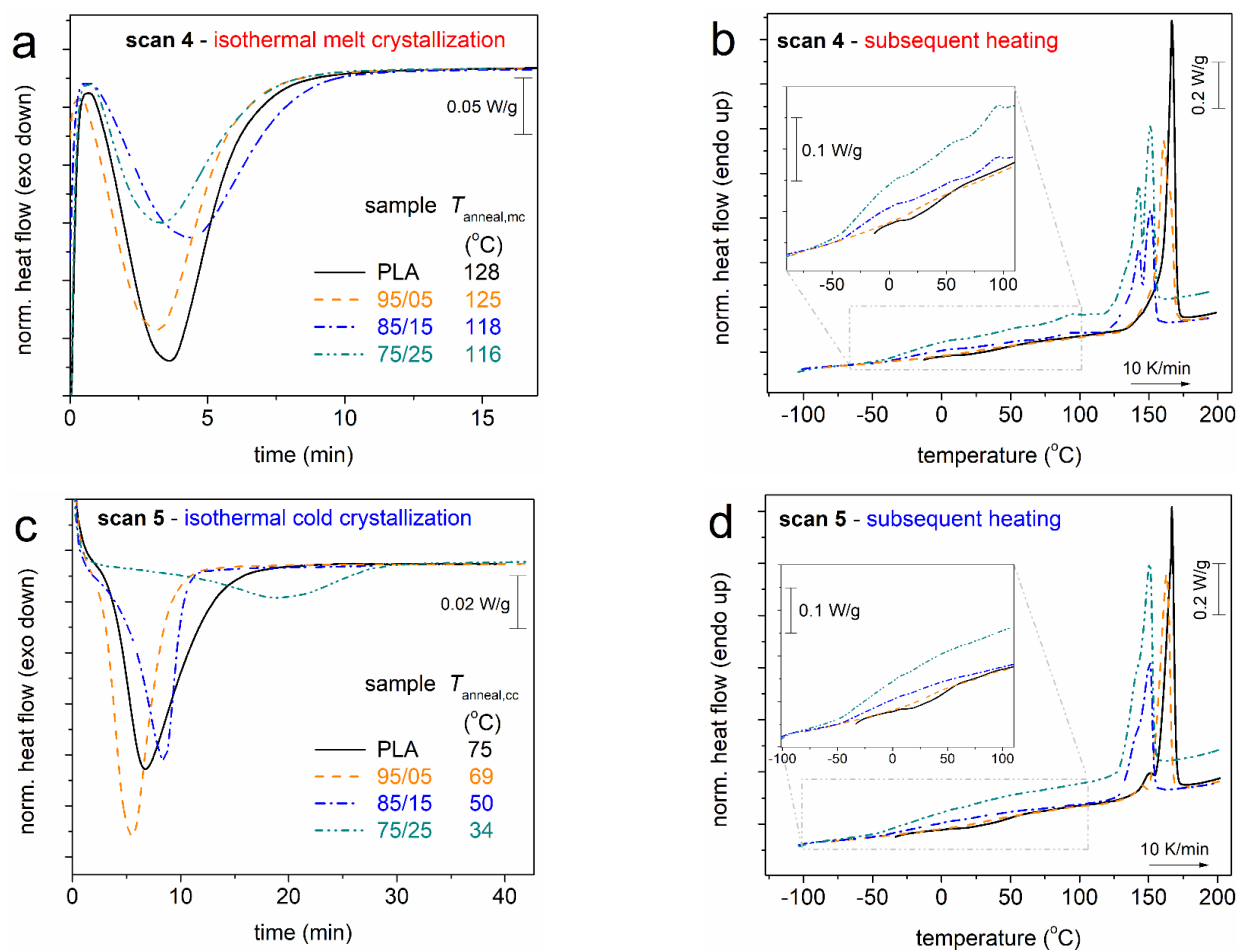 a
scan 4 - isothermal melt crystallization
0.05 W/g
norm. heat flow (exo down)
sample T anneal,mc
(°C)
PLA 128
95/05 125
85/15 118
75/25 116
0 5 10 15
time (min)
b
scan 4 - subsequent heating
0.2 W/g
norm. heat flow (endo up)
0.1 W/g
-50 0 50 100
10 K/min
-100 -50 0 50 100 150 200
temperature (°C)
c
scan 5 - isothermal cold crystallization
0.02 W/g
norm. heat flow (exo down)
sample T anneal,cc
(°C)
PLA 75
95/05 69
85/15 50
75/25 34
0 10 20 30 40
time (min)
d
scan 5 - subsequent heating
0.2 W/g
norm. heat flow (endo up)
0.1 W/g
-100 -50 0 50 100
10 K/min
-100 -50 0 50 100 150 200
temperature (°C)